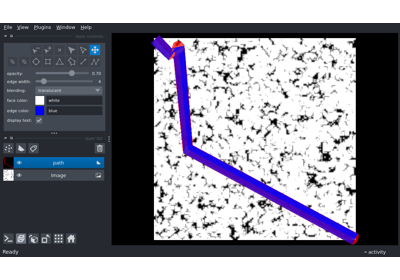 File View Plugins Window Help
opacity: 0.70
edge width: 4
blending: translucent
face color: white
edge color: blue
display text:
path
Image
Ready
activity